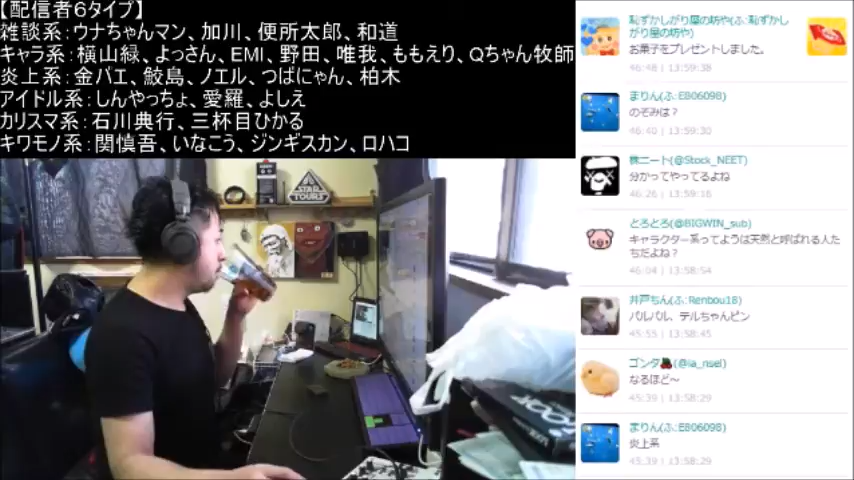 【配信者６タイプ】
雑談系：ウナちゃんマン、加川、便所太郎、和道
キャラ系：横山緑、よっさん、EMI、野田、唯我、ももえり、Qちゃん牧師
炎上系：金バエ、鮫島、ノエル、つばにゃん、柏木
アイドル系：しんやっちょ、愛羅、よしえ
カリスマ系：石川典行、三杯目ひかる
キワモノ系：関慎吾、いなこう、ジンギスカン、ロハコ
STAR TOURS
恥ずかしがり屋の坊や(ふ:恥ずかしがり屋の坊や)
お菓子をプレゼントしました。
46:48 | 13:59:38
まりん(ふ:E806098)
のぞみは？
46:40 | 13:59:30
株ニート(@Stock_NEET)
分かってやってるよね
46:26 | 13:59:16
とろとろ(@BIGWIN_sub)
キャラクター系ってようは天然と呼ばれる人たちだよね？
46:04 | 13:58:54
井戸ちん(ふ:Renbou18)
パルパル、テルちゃんピン
45:55 | 13:58:45
ゴンタ🍒(@ia_nsei)
なるほど～
45:39 | 13:58:29
まりん(ふ:E806098)
炎上系
45:39 | 13:58:29